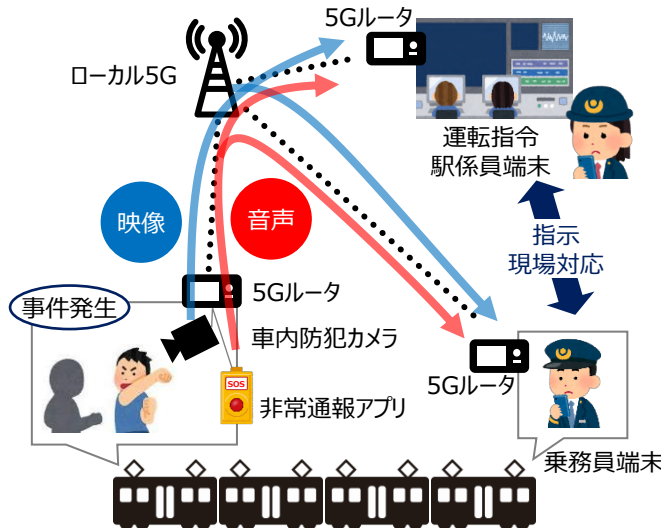 5Gルータ
ローカル5G
運転指令
駅係員端末
映像
音声
指示
現場対応
事件発生
5Gルータ
車内防犯カメラ
SOS
非常通報アプリ
5Gルータ
乗務員端末